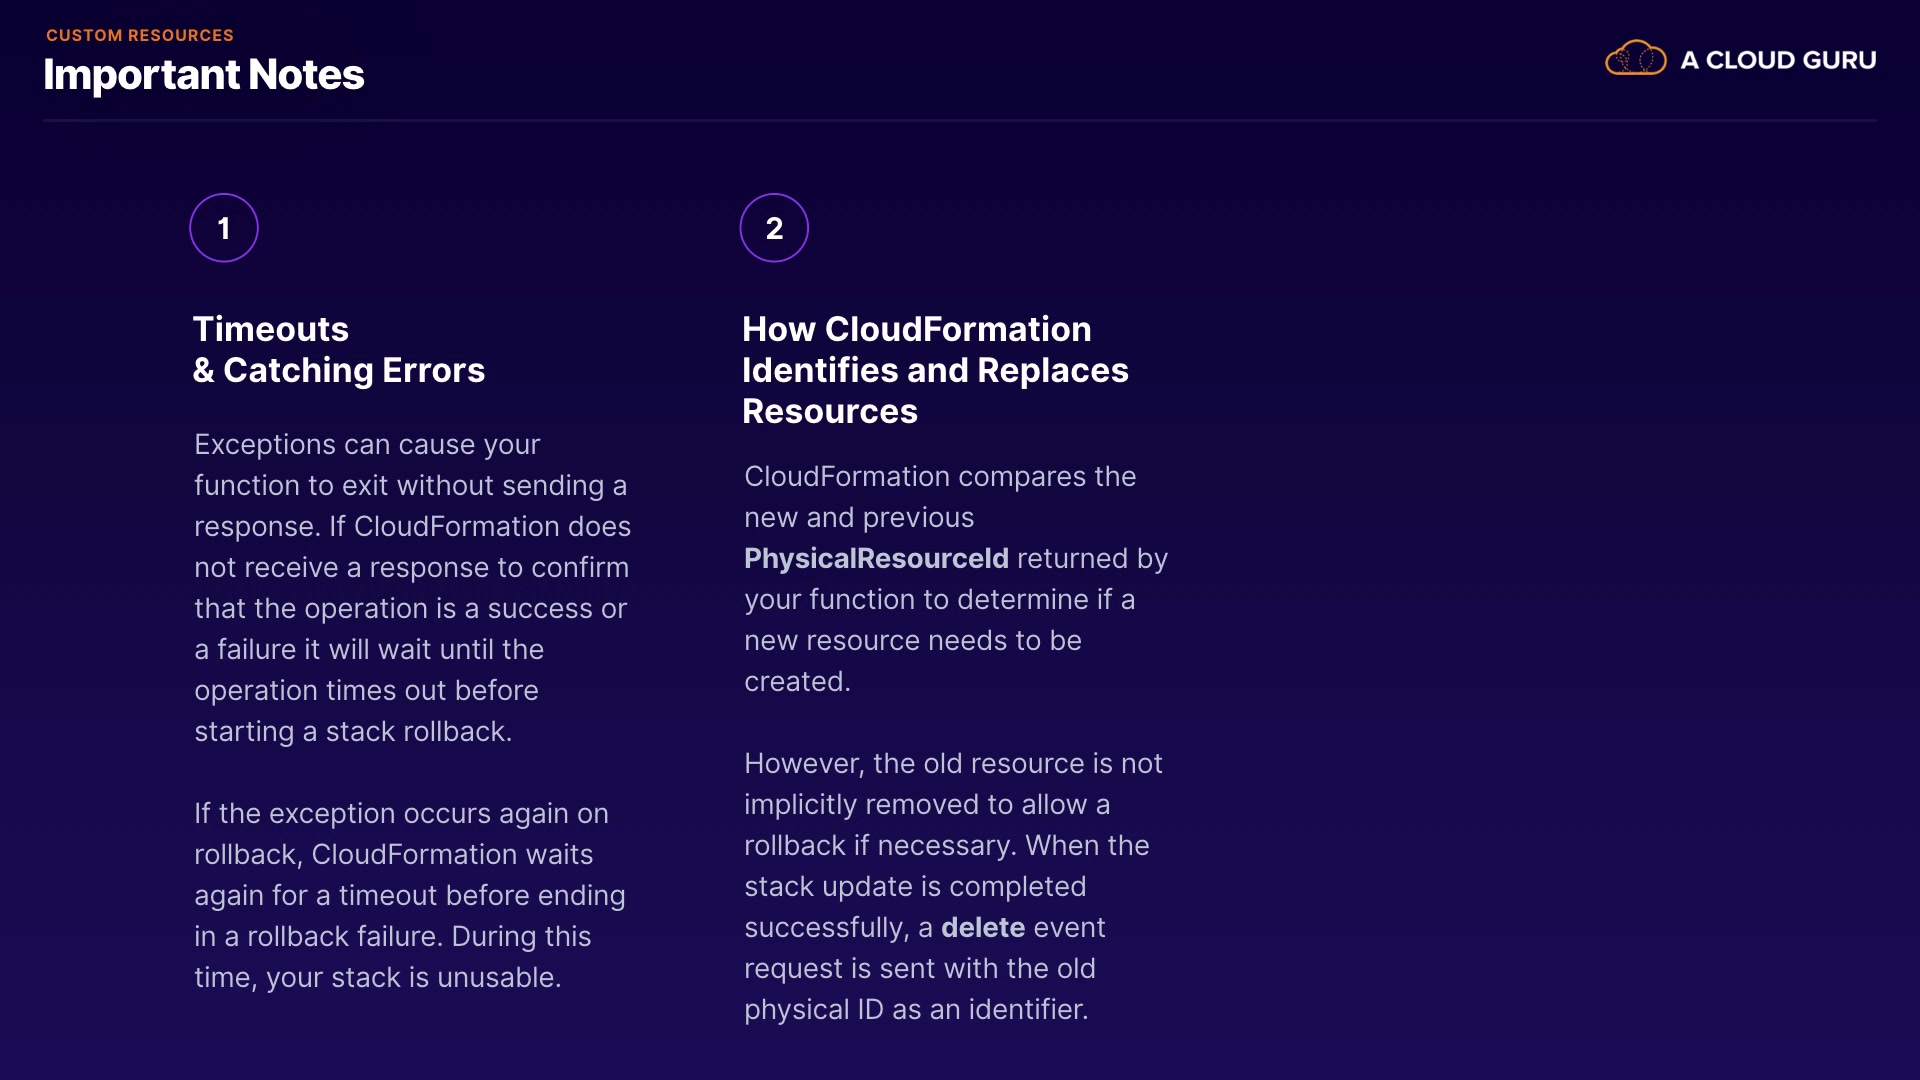 CUSTOM RESOURCES
Important Notes
A CLOUD GURU
1
Timeouts
& Catching Errors
Exceptions can cause your
function to exit without sending a
response. If CloudFormation does
not receive a response to confirm
that the operation is a success or
a failure it will wait until the
operation times out before
starting a stack rollback.
If the exception occurs again on
rollback, CloudFormation waits
again for a timeout before ending
in a rollback failure. During this
time, your stack is unusable.
2
How CloudFormation
Identifies and Replaces
Resources
CloudFormation compares the
new and previous
PhysicalResourceId returned by
your function to determine if a
new resource needs to be
created.
However, the old resource is not
implicitly removed to allow a
rollback if necessary. When the
stack update is completed
successfully, a delete event
request is sent with the old
physical ID as an identifier.